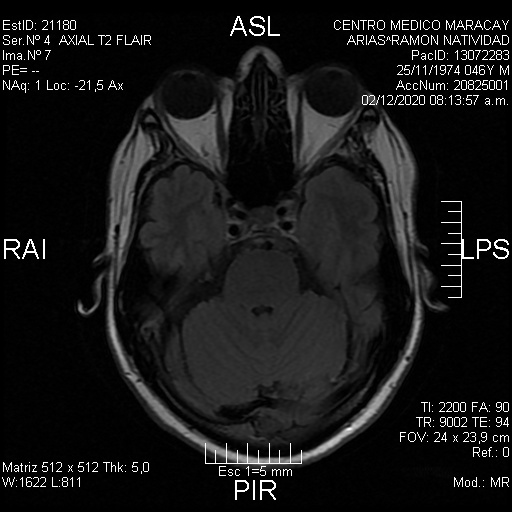 EstID: 21180
Ser.Nº 4 AXIAL T2 FLAIR
Ima.Nº 7
PE= --
NAq: 1 Loc: -21,5 Ax
ASL
CENTRO MEDICO MARACAY
ARIAS^RAMON NATIVIDAD
PacID: 13072283
25/11/1974 046Y M
AccNum: 20825001
02/12/2020 08:13:57 a.m.
RAI
LPS
TI: 2200 FA: 90
TR: 9002 TE: 94
FOV: 24 x 23,9 cm
Ref.: 0
Matriz 512 x 512 Thk: 5,0
W:1622 L:811
Esc 1=5 mm
PIR
Mod.: MR